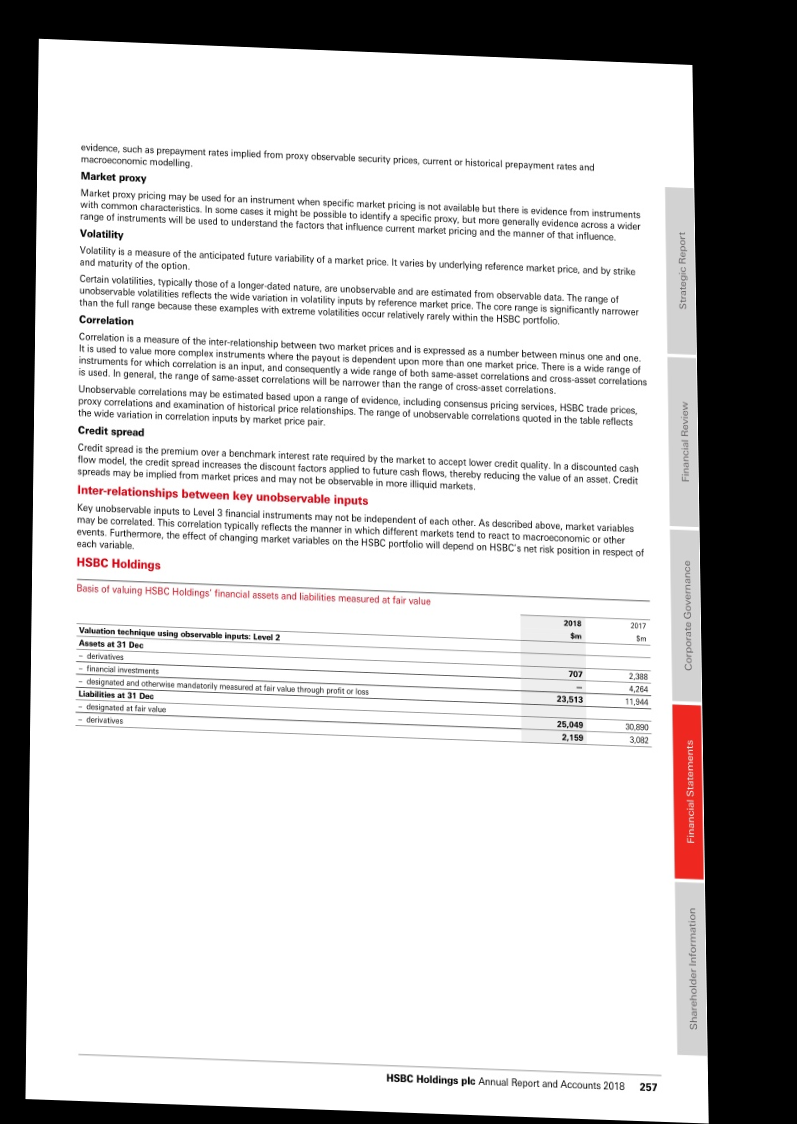 evidence, such as prepayment rates implied from proxy observable security prices, current or historical prepayment rates and
macroeconomic modelling.
Market proxy
Market proxy pricing may be used for an instrument when specific market pricing is not available but there is evidence from instruments
with common characteristics. In some cases it might be possible to identify a specific proxy, but more generally evidence across a wider
range of instruments will be used to understand the factors that influence current market pricing and the manner of that influence.
Volatility
Volatility is a measure of the anticipated future variability of a market price. It varies by underlying reference market price, and by strike
and maturity of the option.
Certain volatilities, typically those of a longer-dated nature, are unobservable and are estimated from observable data. The range of
unobservable volatilities reflects the wide variation in volatility inputs by reference market price. The core range is significantly narrower
than the full range because these examples with extreme volatilities occur relatively rarely within the HSBC portfolio.
Correlation
Correlation is a measure of the inter-relationship between two market prices and is expressed as a number between minus one and one.
It is used to value more complex instruments where the payout is dependent upon more than one market price. There is a wide range of
instruments for which correlation is an input, and consequently a wide range of both same-asset correlations and cross-asset correlations
is used. In general, the range of same-asset correlations will be narrower than the range of cross-asset correlations.
Unobservable correlations may be estimated based upon a range of evidence, including consensus pricing services, HSBC trade prices,
proxy correlations and examination of historical price relationships. The range of unobservable correlations quoted in the table reflects
the wide variation in correlation inputs by market price pair.
Credit spread
Credit spread is the premium over a benchmark interest rate required by the market to accept lower credit quality. In a discounted cash
flow model, the credit spread increases the discount factors applied to future cash flows, thereby reducing the value of an asset. Credit
spreads may be implied from market prices and may not be observable in more illiquid markets.
Inter-relationships between key unobservable inputs
Key unobservable inputs to Level 3 financial instruments may not be independent of each other. As described above, market variables
may be correlated. This correlation typically reflects the manner in which different markets tend to react to macroeconomic or other
events. Furthermore, the effect of changing market variables on the HSBC portfolio will depend on HSBC's net risk position in respect of
each variable.
HSBC Holdings
Basis of valuing HSBC Holdings' financial assets and liabilities measured at fair value
2018 2017
$m $m
Valuation technique using observable inputs: Level 2
Assets at 31 Dec
– derivatives 707 2,388
– financial investments – 4,264
– designated and otherwise mandatorily measured at fair value through profit or loss 23,513 11,944
Liabilities at 31 Dec
– designated at fair value 25,049 30,890
– derivatives 2,159 3,082
Strategic Report
Financial Review
Corporate Governance
Financial Statements
Shareholder Information
HSBC Holdings plc Annual Report and Accounts 2018 257